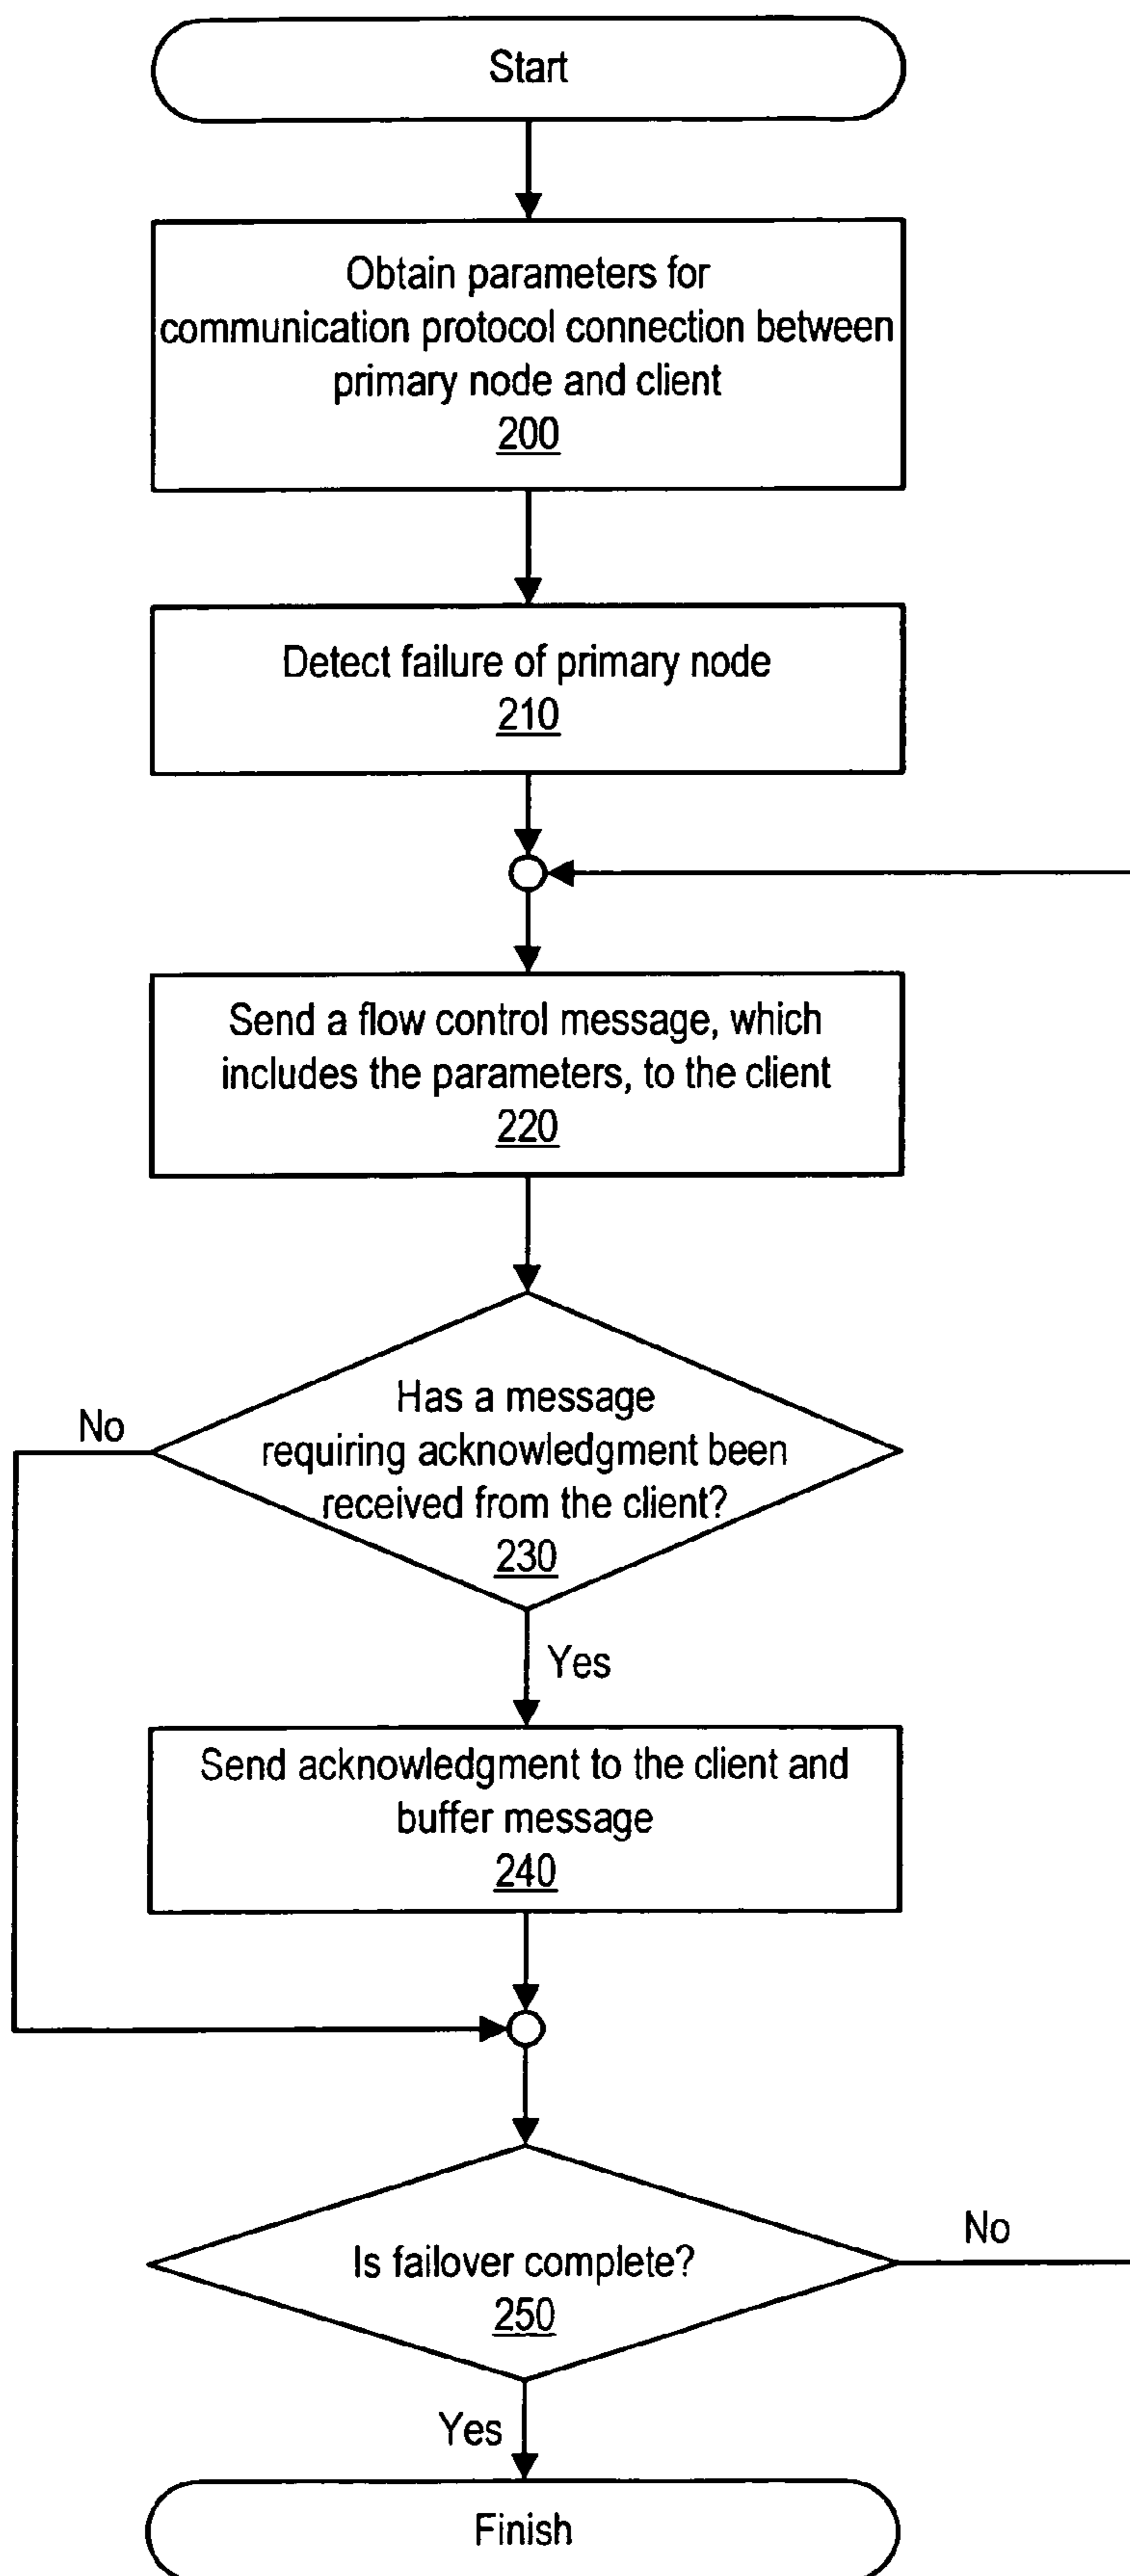 Start
Obtain parameters for
communication protocol connection between
primary node and client
200
Detect failure of primary node
210
Send a flow control message, which
includes the parameters, to the client
220
Has a message
requiring acknowledgment been
received from the client?
230
No
Yes
Send acknowledgment to the client and
buffer message
240
Is failover complete?
250
No
Yes
Finish